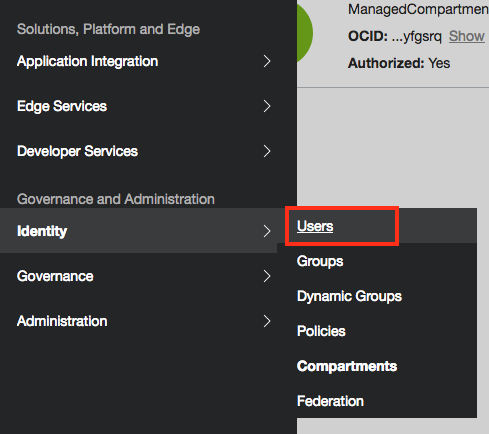 Solutions, Platform and Edge
Application Integration
Edge Services
Developer Services
Governance and Administration
Identity
Governance
Administration
ManagedCompartmen
OCID: ...yfgsrq Show
Authorized: Yes
Users
Groups
Dynamic Groups
Policies
Compartments
Federation